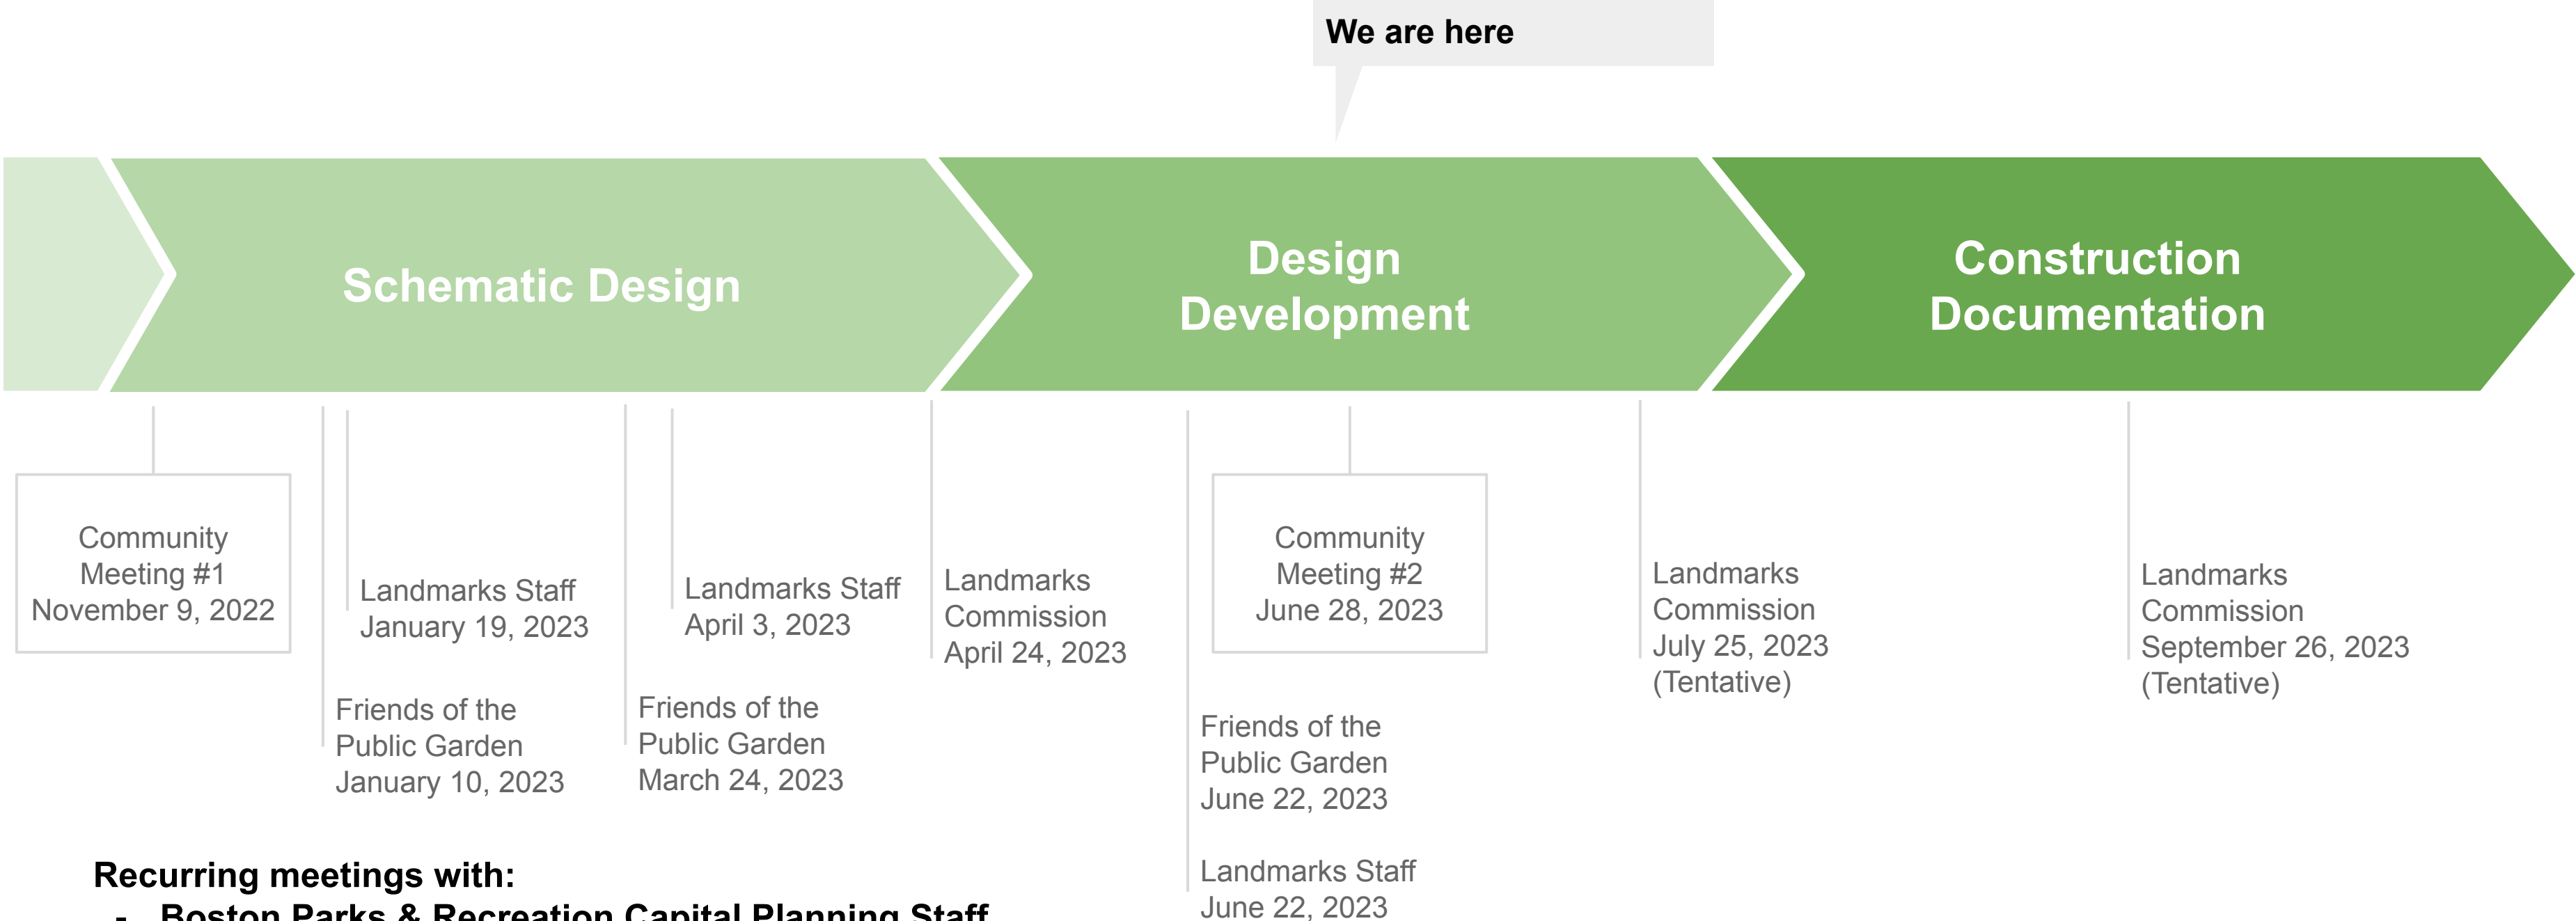 We are here
Schematic Design
Design
Development
Construction
Documentation
Community
Meeting #1
November 9, 2022
Landmarks Staff
January 19, 2023
Friends of the
Public Garden
January 10, 2023
Landmarks Staff
April 3, 2023
Friends of the
Public Garden
March 24, 2023
Landmarks
Commission
April 24, 2023
Community
Meeting #2
June 28, 2023
Friends of the
Public Garden
June 22, 2023
Landmarks Staff
June 22, 2023
Landmarks
Commission
July 25, 2023
(Tentative)
Landmarks
Commission
September 26, 2023
(Tentative)
Recurring meetings with:
- Boston Parks & Recreation Capital Planning Staff